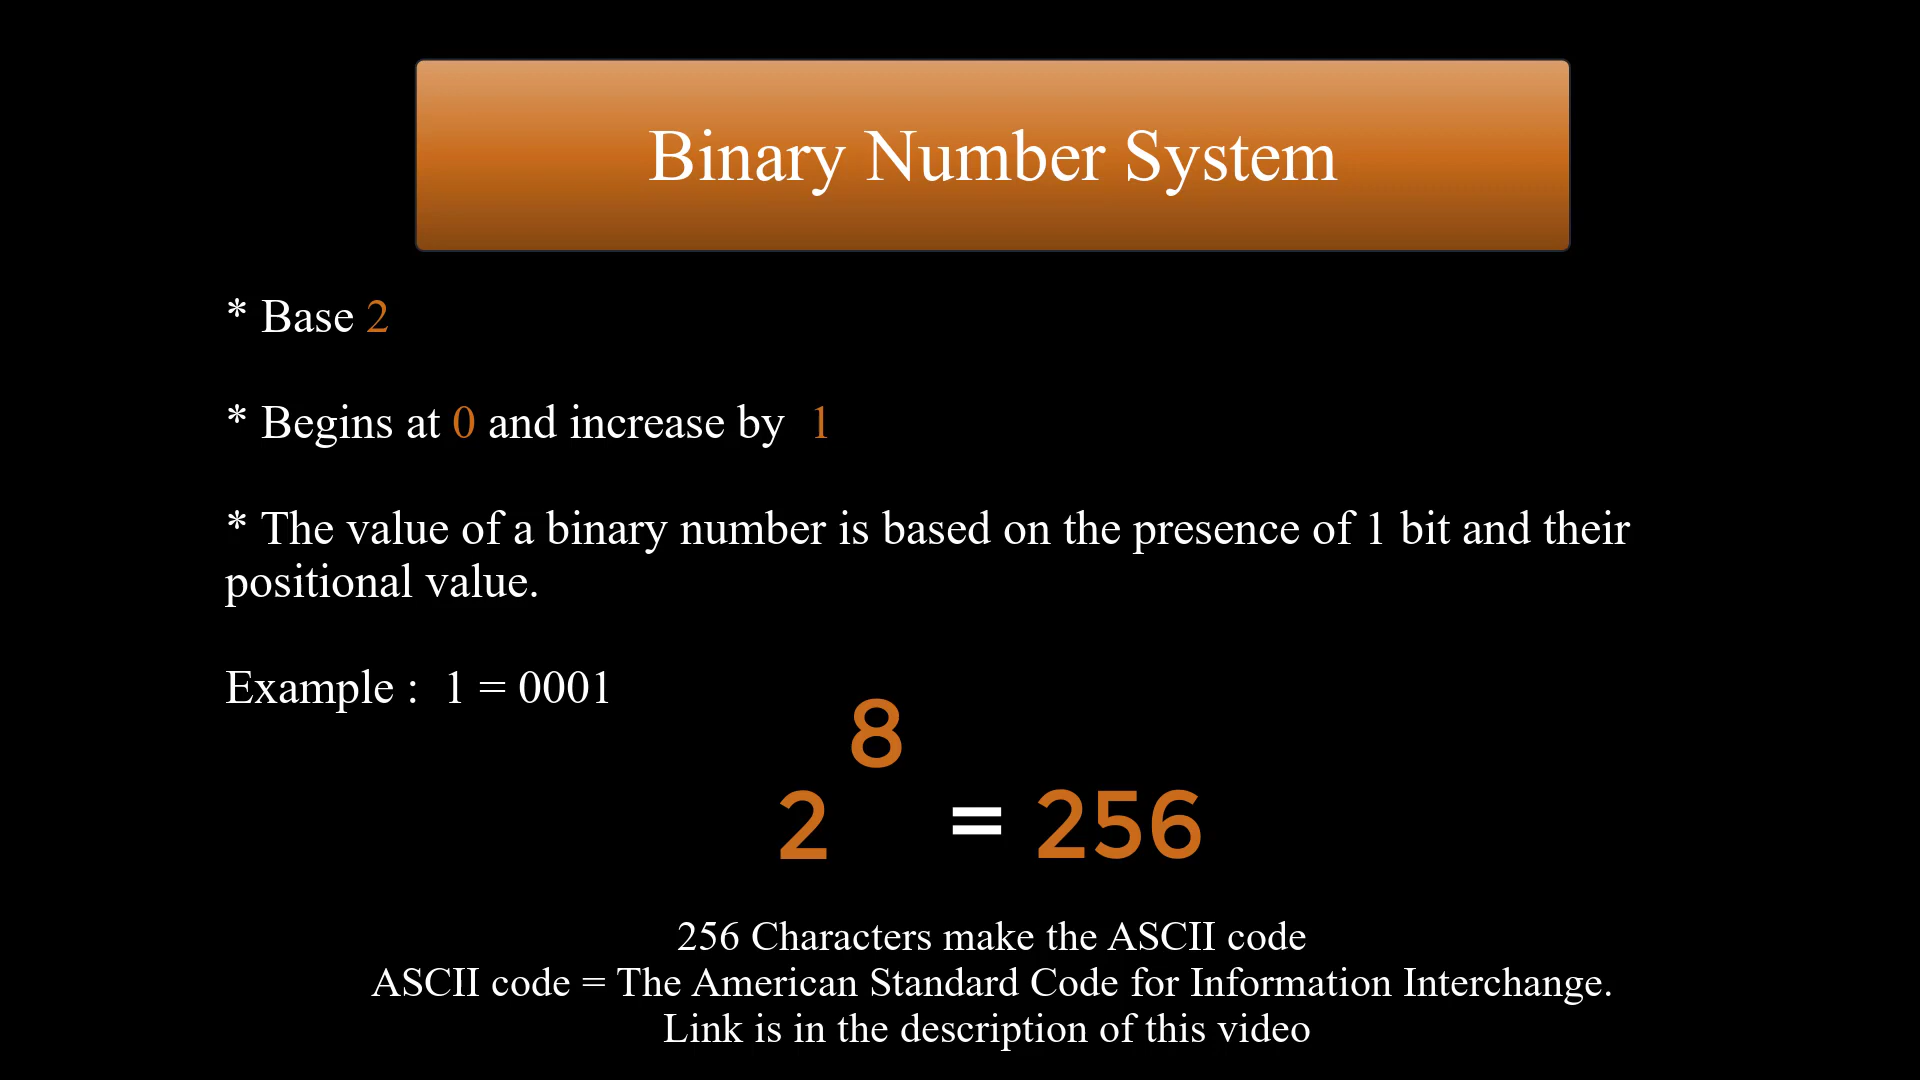 Binary Number System
* Base 2
* Begins at 0 and increase by 1
* The value of a binary number is based on the presence of 1 bit and their
positional value.
Example : 1 = 0001
2^8 = 256
256 Characters make the ASCII code
ASCII code = The American Standard Code for Information Interchange.
Link is in the description of this video